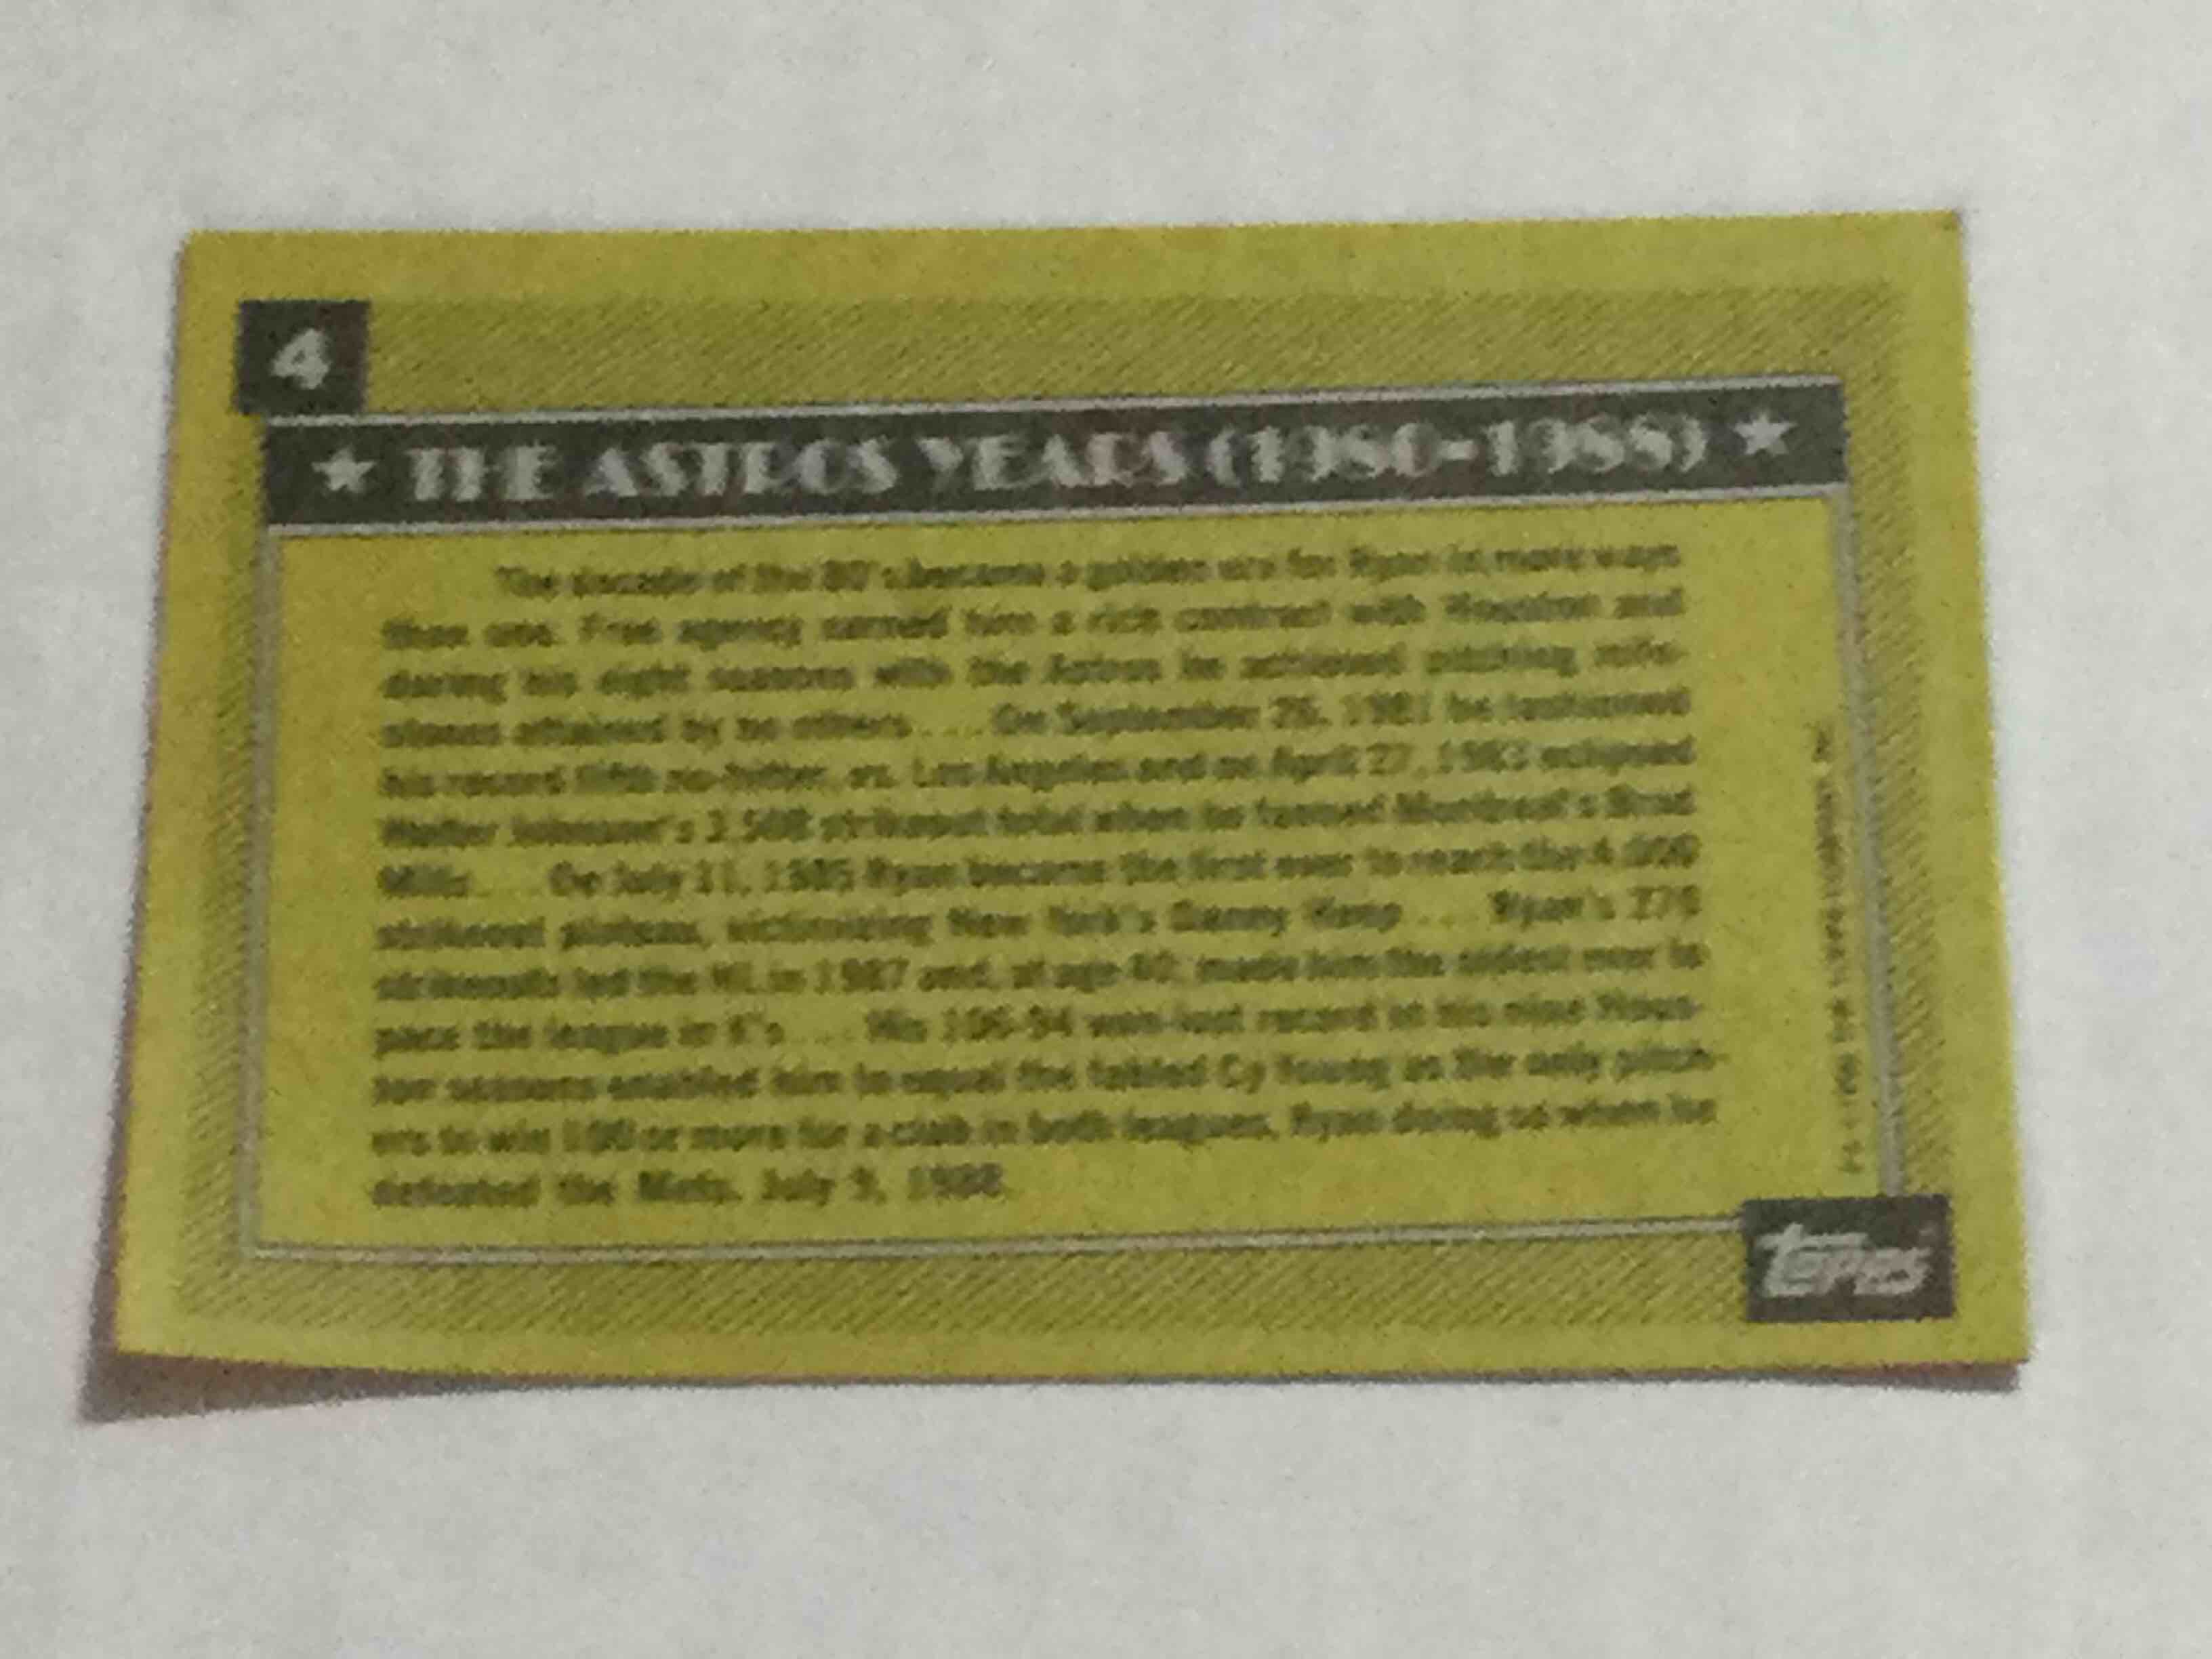 4
★ THE ASTROS YEARS (1980-1988) ★
The decade of the 80's became a golden era for Ryan in more ways
than one. Free agency earned him a rich contract with Houston and
during his eight seasons with the Astros he achieved pitching mile-
stones attained by no others .... On September 26, 1981 he fashioned
his record fifth no-hitter, vs. Los Angeles and on April 27, 1983 eclipsed
Walter Johnson's 3,508 strikeout total when he fanned Montreal's Brad
Mills .... On July 11, 1985 Ryan became the first ever to reach the 4,000
strikeout plateau, victimizing New York's Danny Heep .... Ryan's 270
strikeouts led the NL in 1987 and, at age 40, made him the oldest ever to
pace the league in K's .... His 106-94 won-lost record in his nine Hous-
ton seasons enabled him to equal the fabled Cy Young as the only pitch-
ers to win 100 or more for a club in both leagues, Ryan doing so when he
defeated the Mets, July 9, 1988.
topps